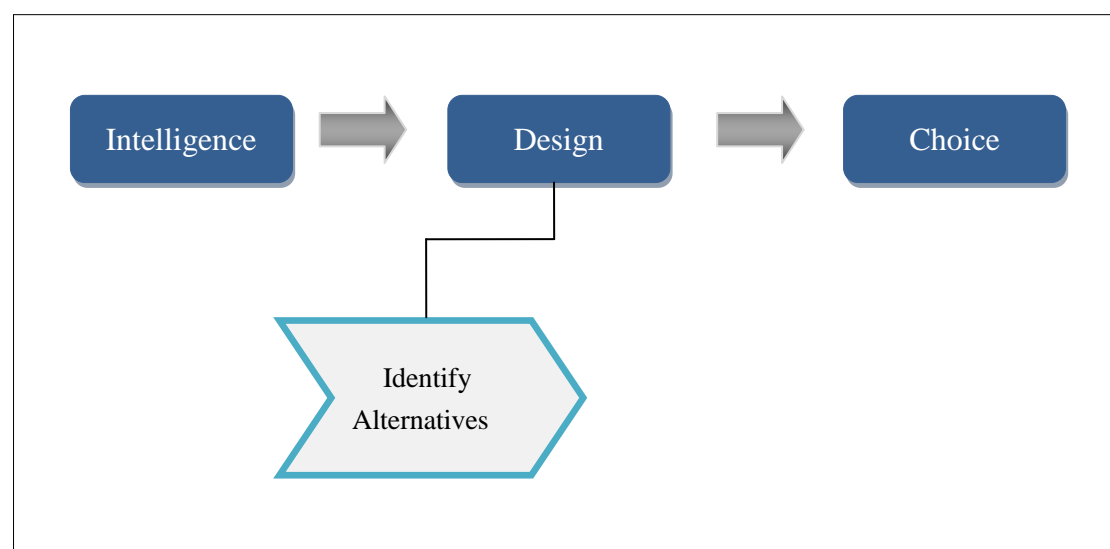 Intelligence
Design
Choice
Identify
Alternatives